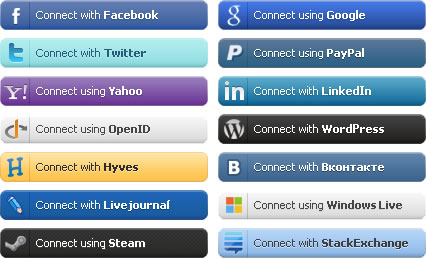 Connect with Facebook
Connect using Google
Connect with Twitter
Connect using PayPal
Connect using Yahoo
Connect with LinkedIn
Connect using OpenID
Connect with WordPress
Connect with Hyves
Connect with Вконтакте
Connect with Livejournal
Connect using Windows Live
Connect using Steam
Connect with StackExchange